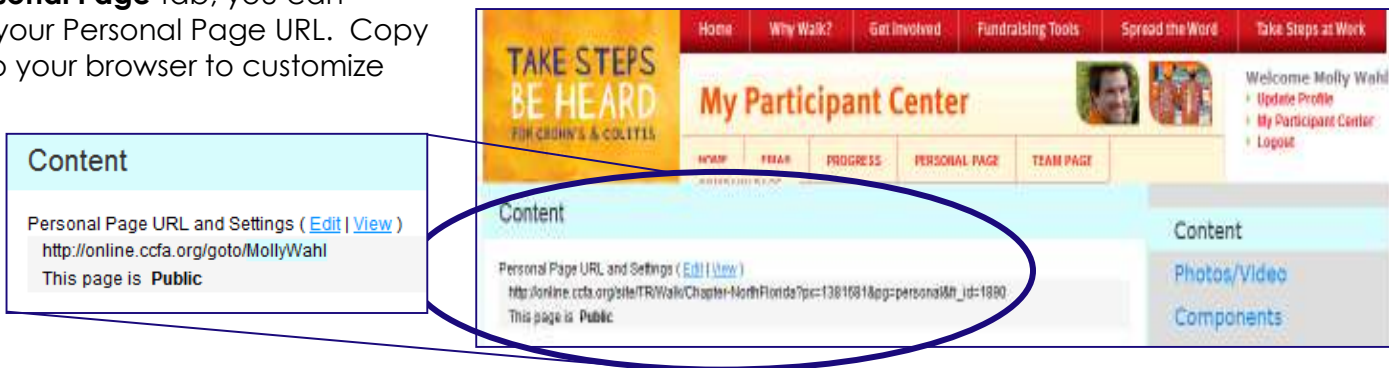 sonal Page Tab, you can
your Personal Page URL. Copy
o your browser to customize
Content
Personal Page URL and Settings ( Edit | View )
http://online.ccfa.org/goto/MollyWahl
This page is Public
TAKE STEPS
BE HEARD
FOR CROHN'S & COLITIS
Home Why Walk? Get Involved Fundraising Tools Spread the Word Take Steps at Work
My Participant Center
Welcome Molly Wahl
Update Profile
My Participant Center
Logout
HOME EMAIL PROGRESS PERSONAL PAGE TEAM PAGE
Content
Personal Page URL and Settings ( Edit | View )
http://online.ccfa.org/site/TR/Walk/Chapter-NorthFlorida?px=1381681&pg=personal&fr_id=1890
This page is Public
Content
Photos/Video
Components